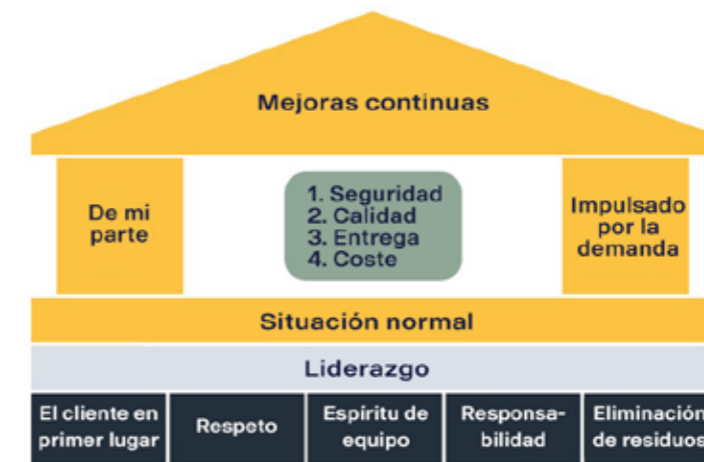 Mejoras continuas
De mi
parte
1. Seguridad
2. Calidad
3. Entrega
4. Coste
Impulsado
por la
demanda
Situación normal
Liderazgo
El cliente en
primer lugar
Respeto
Espíritu de
equipo
Responsa-
bilidad
Eliminación
de residuos